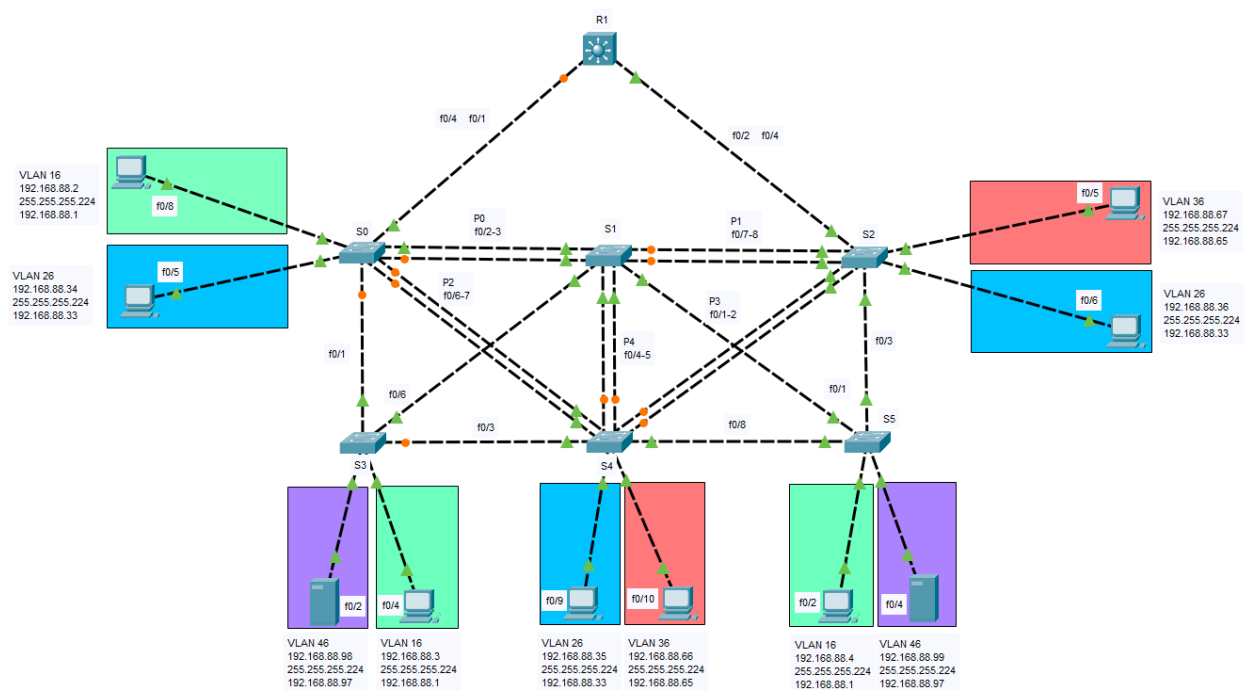 R1
f0/4 f0/1
f0/2 f0/4
VLAN 16
192.168.88.2
255.255.255.224
192.168.88.1
f0/8
VLAN 26
192.168.88.34
255.255.255.224
192.168.88.33
f0/5
S0
P0
f0/2-3
S1
P1
f0/7-8
S2
f0/5
VLAN 36
192.168.88.67
255.255.255.224
192.168.88.65
f0/6
VLAN 26
192.168.88.36
255.255.255.224
192.168.88.33
P2
f0/6-7
P3
f0/1-2
P4
f0/4-5
f0/1
f0/6
f0/3
f0/1
S3
f0/3
S4
f0/8
S5
f0/2
f0/4
f0/9
f0/10
f0/2
f0/4
VLAN 46
192.168.88.98
255.255.255.224
192.168.88.97
VLAN 16
192.168.88.3
255.255.255.224
192.168.88.1
VLAN 26
192.168.88.35
255.255.255.224
192.168.88.33
VLAN 36
192.168.88.66
255.255.255.224
192.168.88.65
VLAN 16
192.168.88.4
255.255.255.224
192.168.88.1
VLAN 46
192.168.88.99
255.255.255.224
192.168.88.97